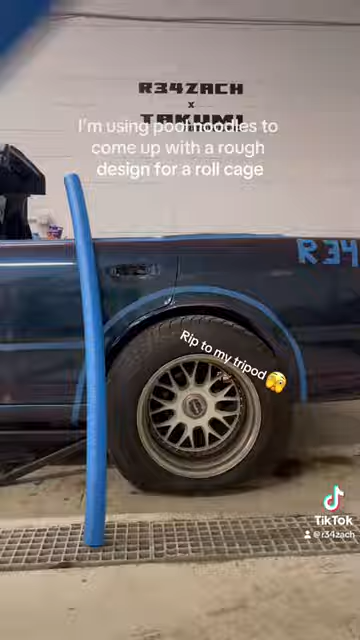 R34ZACH
x
TAKUMI
I'm using pool noodles to
come up with a rough
design for a roll cage
R34
Rip to my tripod 🫣
TikTok
@r34zach